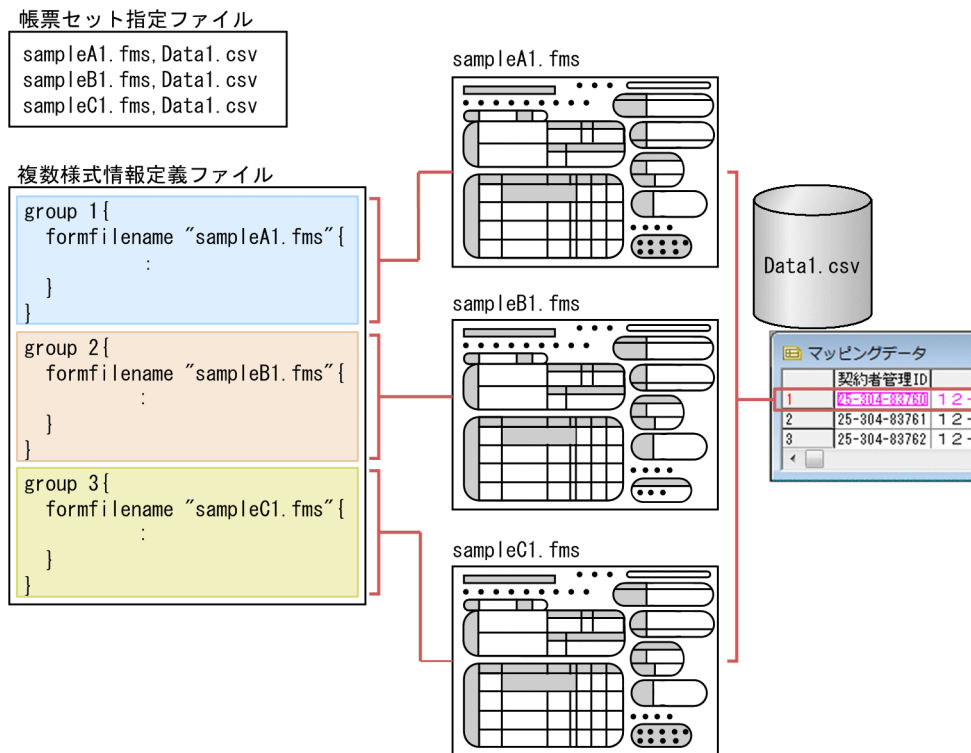 帳票セット指定ファイル
sampleA1.fms,Data1.csv
sampleB1.fms,Data1.csv
sampleC1.fms,Data1.csv
複数様式情報定義ファイル
group 1{
formfilename "sampleA1.fms"{
:
}
}
group 2{
formfilename "sampleB1.fms"{
:
}
}
group 3{
formfilename "sampleC1.fms"{
:
}
}
sampleA1.fms
sampleB1.fms
sampleC1.fms
Data1.csv
マッピングデータ
契約者管理ID
1 25-304-83760 １２-
2 25-304-83761 １２-
3 25-304-83762 １２-